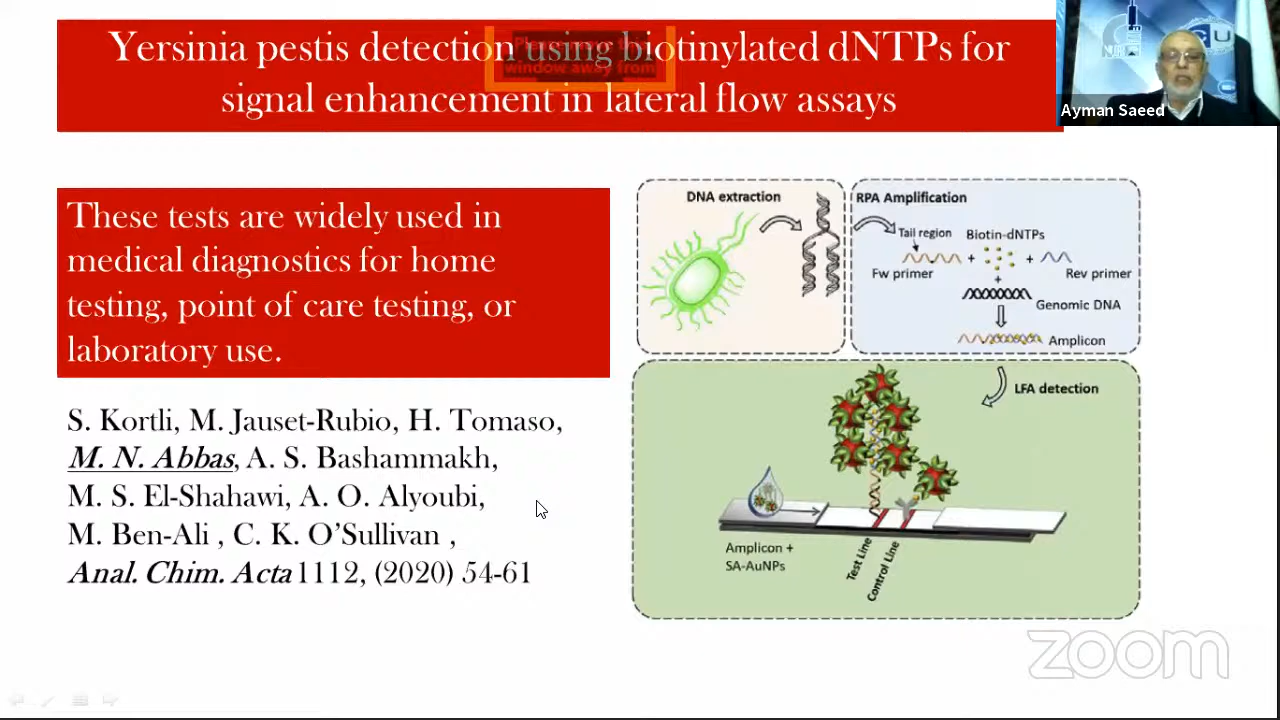 Yersinia pestis detection using biotinylated dNTPs for
signal enhancement in lateral flow assays
window away from
Ayman Saeed
CU
These tests are widely used in
medical diagnostics for home
testing, point of care testing, or
laboratory use.
S. Kortli, M. Jauset-Rubio, H. Tomaso,
M. N. Abbas, A. S. Bashammakh,
M. S. El-Shahawi, A. O. Alyoubi,
M. Ben-Ali , C. K. O’Sullivan ,
Anal. Chim. Acta 1112, (2020) 54-61
DNA extraction
RPA Amplification
Tail region
Biotin-dNTPs
+
+
Fw primer
Rev primer
+
Genomic DNA
Amplicon
LFA detection
Amplicon +
SA-AuNPs
Test Line
Control Line
zoom